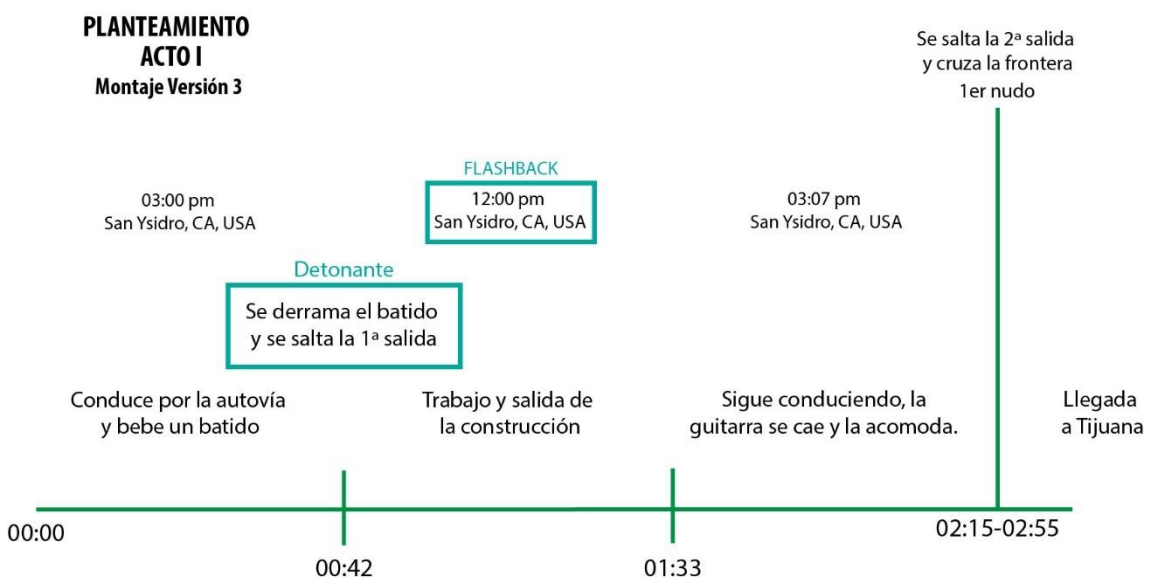 PLANTEAMIENTO
ACTO I
Montaje Versión 3
Se salta la 2ª salida
y cruza la frontera
1er nudo
03:00 pm
San Ysidro, CA, USA
FLASHBACK
12:00 pm
San Ysidro, CA, USA
03:07 pm
San Ysidro, CA, USA
Detonante
Se derrama el batido
y se salta la 1ª salida
Conduce por la autovía
y bebe un batido
Trabajo y salida de
la construcción
Sigue conduciendo, la
guitarra se cae y la acomoda.
Llegada
a Tijuana
00:00
00:42
01:33
02:15-02:55